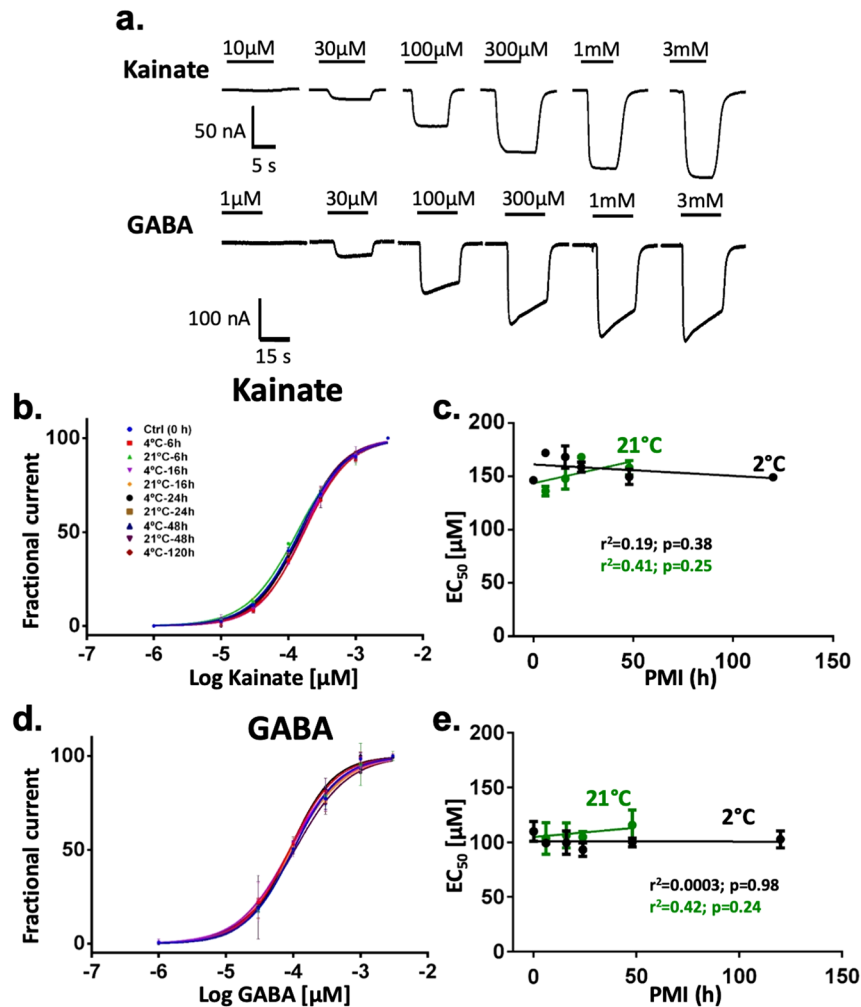 a.
10µM 30µM 100µM 300µM 1mM 3mM
Kainate
50 nA
5 s
1µM 30µM 100µM 300µM 1mM 3mM
GABA
100 nA
15 s
Kainate
b.
Fractional current
100
50
0
Ctrl (0 h)
4ºC-6h
21ºC-6h
4ºC-16h
21ºC-16h
4ºC-24h
21ºC-24h
4ºC-48h
21ºC-48h
4ºC-120h
-7 -6 -5 -4 -3 -2
Log Kainate [µM]
c.
EC50 [µM]
200
150
100
50
0
21°C
2°C
r²=0.19; p=0.38
r²=0.41; p=0.25
0 50 100 150
PMI (h)
d.
GABA
Fractional current
100
50
0
-7 -6 -5 -4 -3 -2
Log GABA [µM]
e.
EC50 [µM]
200
150
100
50
0
21°C
2°C
r²=0.0003; p=0.98
r²=0.42; p=0.24
0 50 100 150
PMI (h)